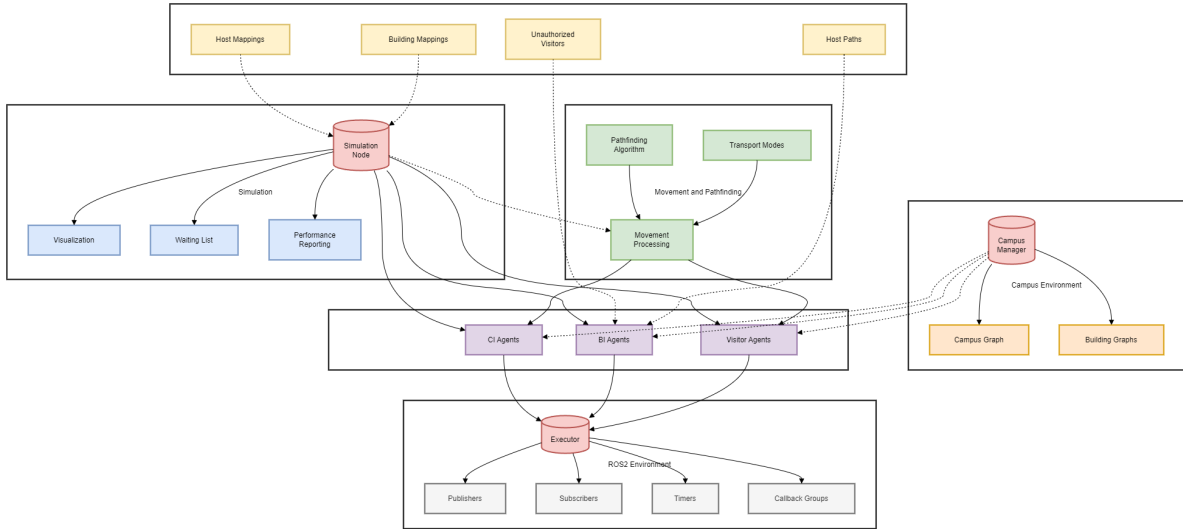 Host Mappings
Building Mappings
Unauthorized
Visitors
Host Paths
Simulation
Node
Simulation
Visualization
Waiting List
Performance
Reporting
Pathfinding
Algorithm
Transport Modes
Movement and Pathfinding
Movement
Processing
Campus
Manager
Campus Environment
Campus Graph
Building Graphs
CI Agents
BI Agents
Visitor Agents
Executor
ROS2 Environment
Publishers
Subscribers
Timers
Callback Groups